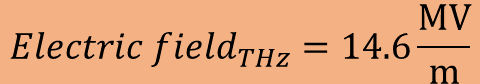 Electric field_THz = 14.6 MV/m